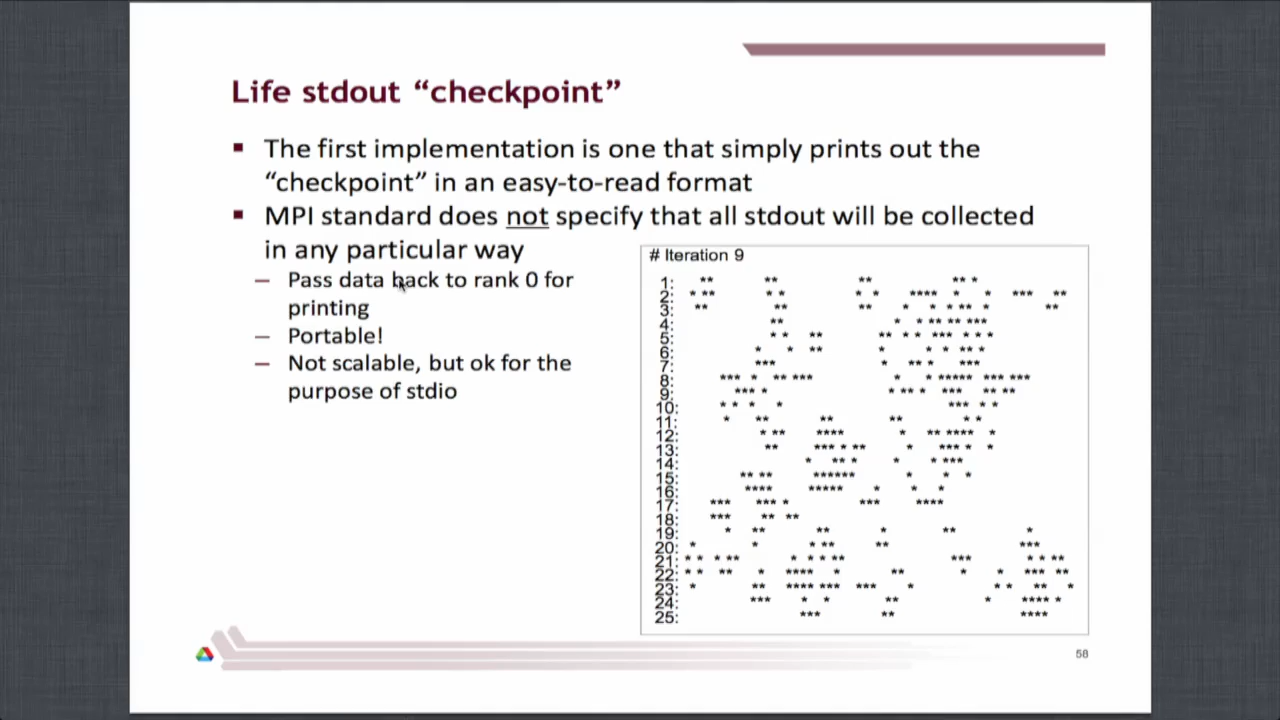 Life stdout “checkpoint”
The first implementation is one that simply prints out the
“checkpoint” in an easy-to-read format
MPI standard does not specify that all stdout will be collected
in any particular way
– Pass data back to rank 0 for
printing
– Portable!
– Not scalable, but ok for the
purpose of stdio
# Iteration 9
1: ** ** ** ** *
2: * ** * * * * **** * * *** **
3: ** ** ** * * ** * **
4: ** * * ** ** ***
5: * * ** ** * * *** * * *
6: * * ** * * * ** *
7: *** * ** * ***
8: *** * ** *** * * ***** *** ***
9: *** * * ** * *** ** **
10: * * * * *** * *
11: * ** ** ** * *
12: * ** **** * ** **** *
13: ** *** * ** * *** * *
14: * ** * * * ***
15: ** ** ****** * * *
16: **** ***** * * *
17: *** *** * *** ****
18: *** ** **
19: * ** ** * ** *
20: * * * ** ** ***
21: * * * ** * * * ** *** * * **
22: * * ** * **** * ** * * *** **
23: * ** **** *** *** * * * ** *
24: *** * * ** * **** *
25: *** ** ****
58